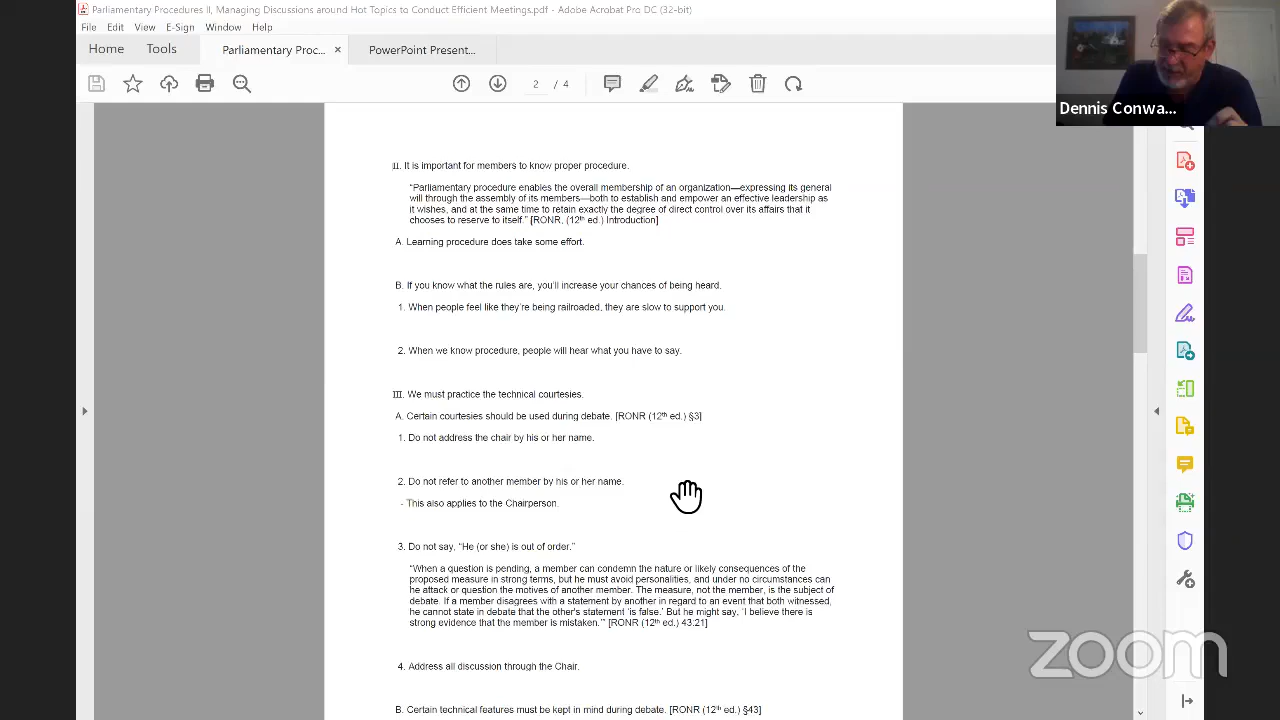 Parliamentary Procedures II, Managing Discussions around Hot Topics to Conduct Efficient Meetings.pdf - Adobe Acrobat Pro DC (32-bit)
File Edit View E-Sign Window Help
Home Tools Parliamentary Proc... × PowerPoint Present...
2 / 4
Dennis Conwa...
II. It is important for members to know proper procedure.
“Parliamentary procedure enables the overall membership of an organization—expressing its general
will through the assembly of its members—both to establish and empower an effective leadership as
it wishes, and at the same time to retain exactly the degree of direct control over its affairs that it
chooses to reserve to itself.” [RONR, (12th ed.) Introduction]
A. Learning procedure does take some effort.
B. If you know what the rules are, you’ll increase your chances of being heard.
1. When people feel like they’re being railroaded, they are slow to support you.
2. When we know procedure, people will hear what you have to say.
III. We must practice the technical courtesies.
A. Certain courtesies should be used during debate. [RONR (12th ed.) §3]
1. Do not address the chair by his or her name.
2. Do not refer to another member by his or her name.
- This also applies to the Chairperson.
3. Do not say, “He (or she) is out of order.”
“When a question is pending, a member can condemn the nature or likely consequences of the
proposed measure in strong terms, but he must avoid personalities, and under no circumstances can
he attack or question the motives of another member. The measure, not the member, is the subject of
debate. If a member disagrees with a statement by another in regard to an event that both witnessed,
he cannot state in debate that the other's statement ‘is false.’ But he might say, ‘I believe there is
strong evidence that the member is mistaken.’” [RONR (12th ed.) 43:21]
4. Address all discussion through the Chair.
B. Certain technical features must be kept in mind during debate. [RONR (12th ed.) §43]
zoom